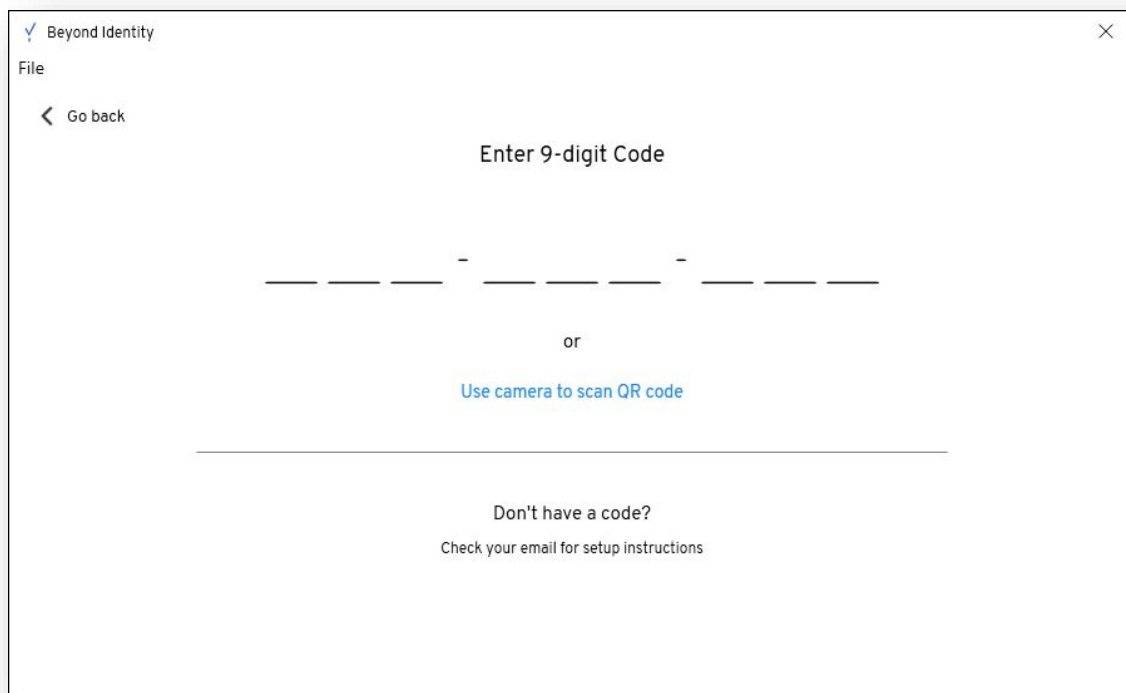 Beyond Identity
File
Go back
Enter 9-digit Code
- -
or
Use camera to scan QR code
Don't have a code?
Check your email for setup instructions